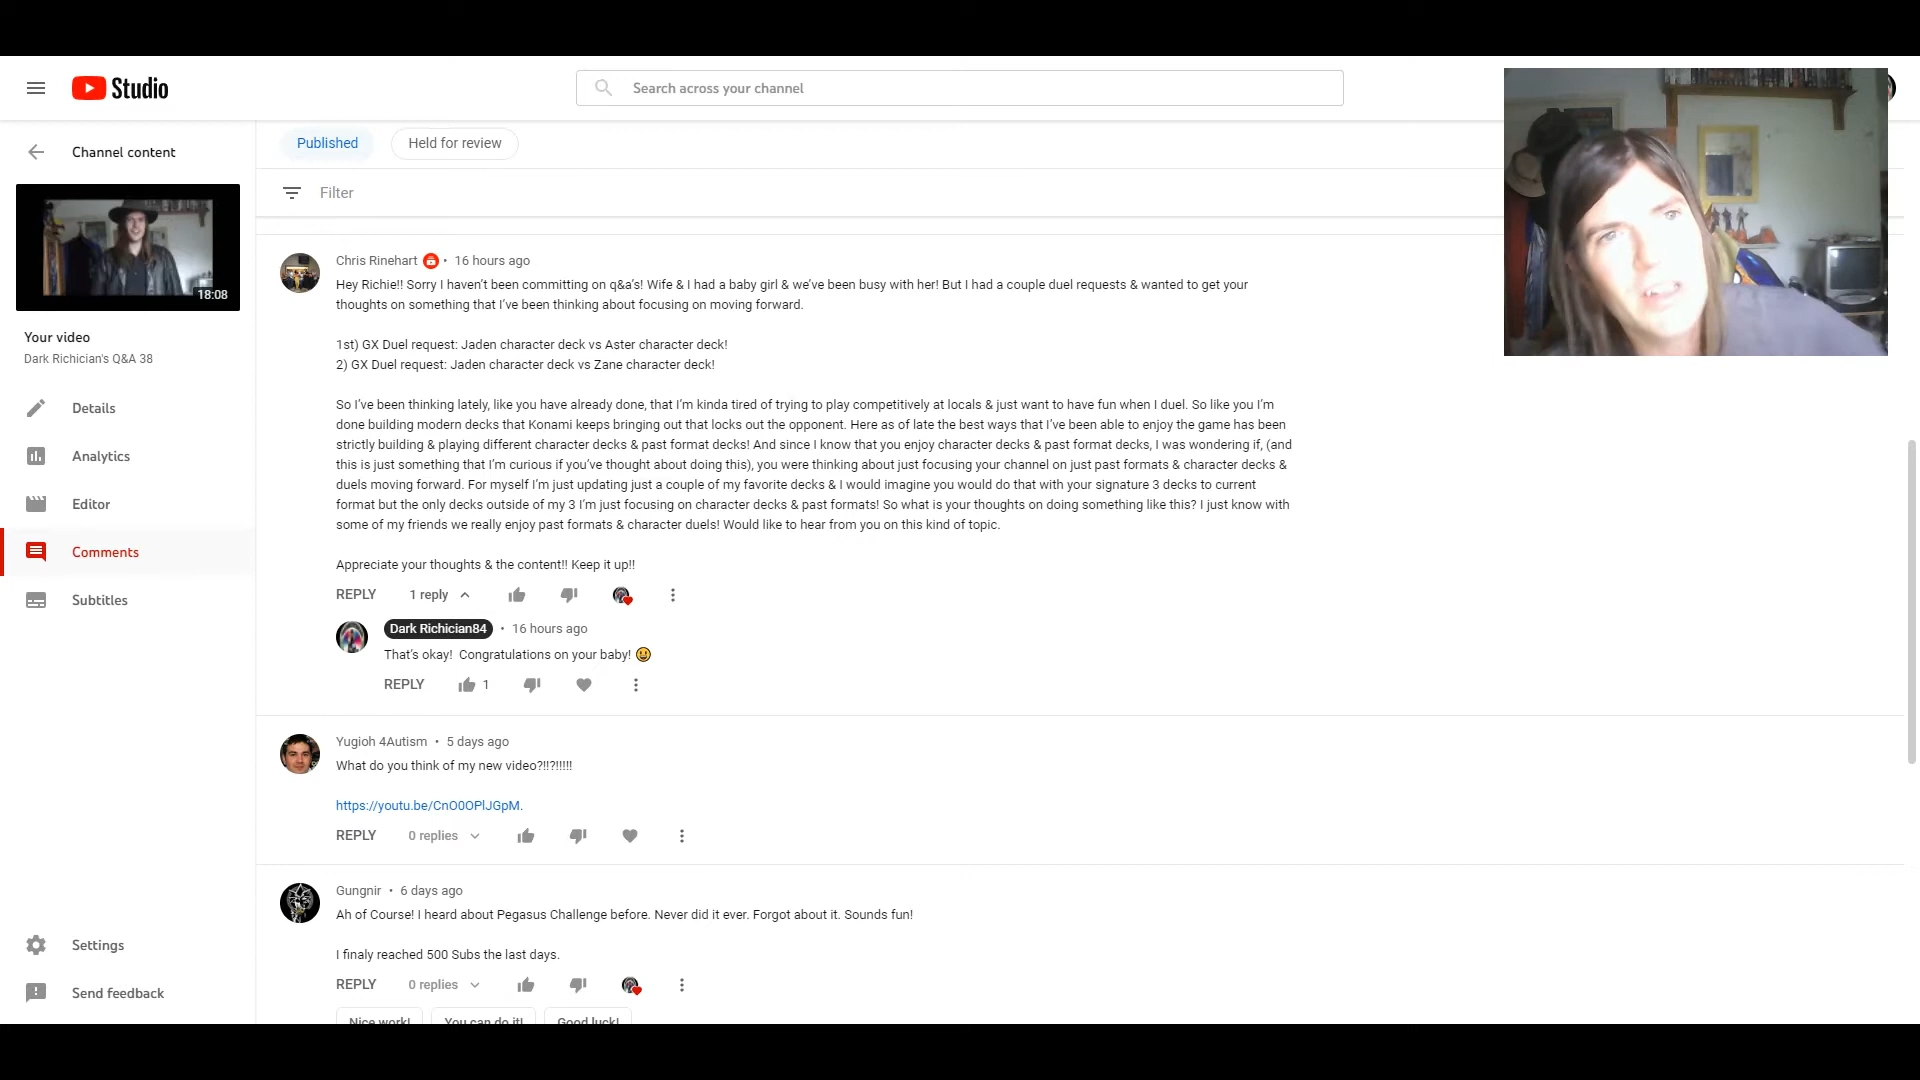 Studio
Search across your channel
Channel content
Published
Held for review
Filter
18:08
Your video
Dark Richician's Q&A 38
Details
Analytics
Editor
Comments
Subtitles
Settings
Send feedback
Chris Rinehart • 16 hours ago
Hey Richie!! Sorry I haven't been committing on q&a's! Wife & I had a baby girl & we've been busy with her! But I had a couple duel requests & wanted to get your
thoughts on something that I've been thinking about focusing on moving forward.
1st) GX Duel request: Jaden character deck vs Aster character deck!
2) GX Duel request: Jaden character deck vs Zane character deck!
So I've been thinking lately, like you have already done, that I'm kinda tired of trying to play competitively at locals & just want to have fun when I duel. So like you I'm
done building modern decks that Konami keeps bringing out that locks out the opponent. Here as of late the best ways that I've been able to enjoy the game has been
strictly building & playing different character decks & past format decks! And since I know that you enjoy character decks & past format decks, I was wondering if, (and
this is just something that I'm curious if you've thought about doing this), you were thinking about just focusing your channel on just past formats & character decks &
duels moving forward. For myself I'm just updating just a couple of my favorite decks & I would imagine you would do that with your signature 3 decks to current
format but the only decks outside of my 3 I'm just focusing on character decks & past formats! So what is your thoughts on doing something like this? I just know with
some of my friends we really enjoy past formats & character duels! Would like to hear from you on this kind of topic.
Appreciate your thoughts & the content!! Keep it up!!
REPLY 1 reply
Dark Richician84 • 16 hours ago
That's okay! Congratulations on your baby! 😃
REPLY 1
Yugioh 4Autism • 5 days ago
What do you think of my new video?!!?!!!!!
https://youtu.be/CnO0OPlJGpM.
REPLY 0 replies
Gungnir • 6 days ago
Ah of Course! I heard about Pegasus Challenge before. Never did it ever. Forgot about it. Sounds fun!
I finaly reached 500 Subs the last days.
REPLY 0 replies
Nice work! You can do it! Good luck!